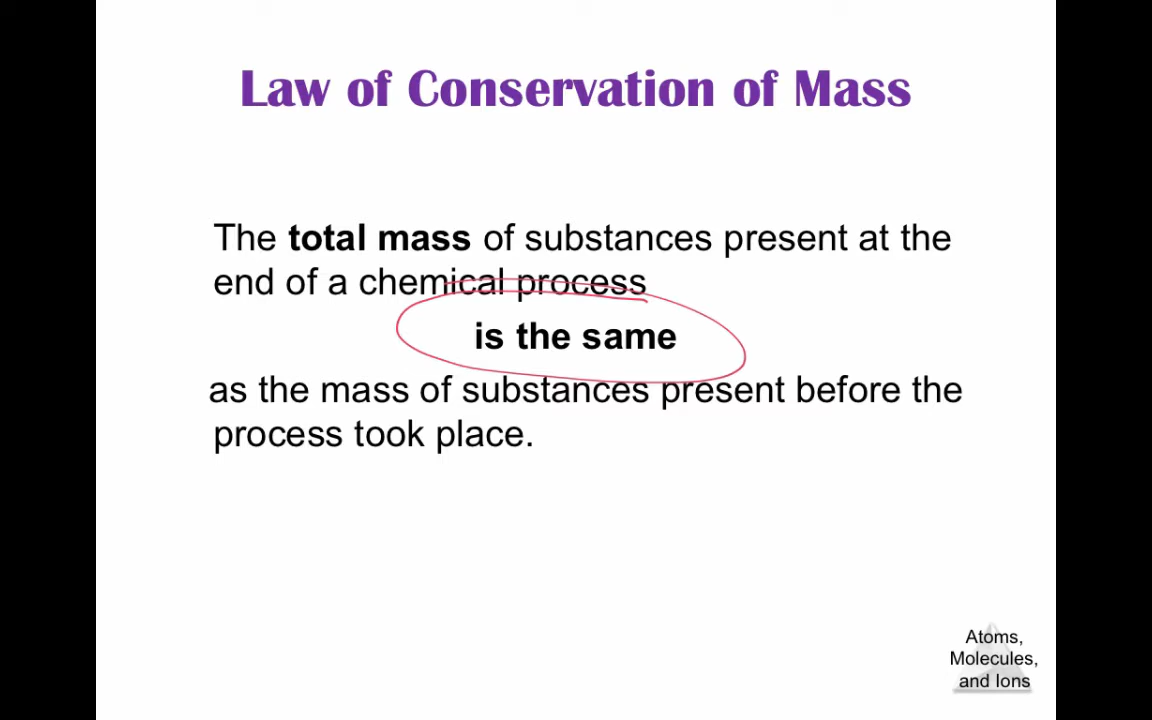 Law of Conservation of Mass
The total mass of substances present at the
end of a chemical process
is the same
as the mass of substances present before the
process took place.
Atoms,
Molecules,
and Ions